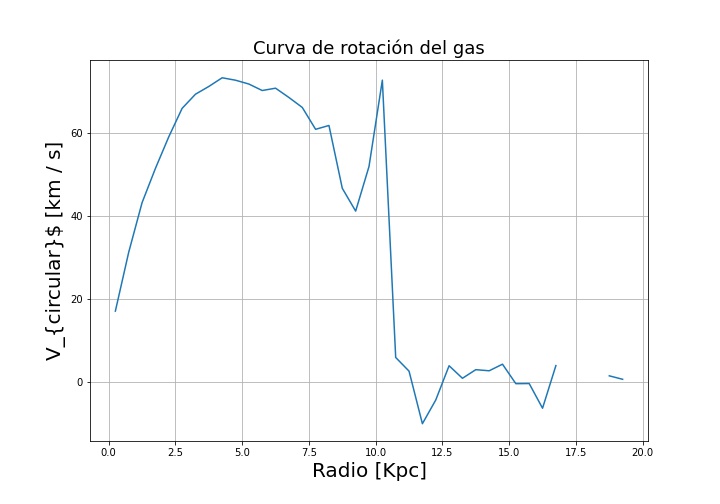 Curva de rotación del gas
V_{circular}$ [km / s]
60
40
20
0
0.0 2.5 5.0 7.5 10.0 12.5 15.0 17.5 20.0
Radio [Kpc]